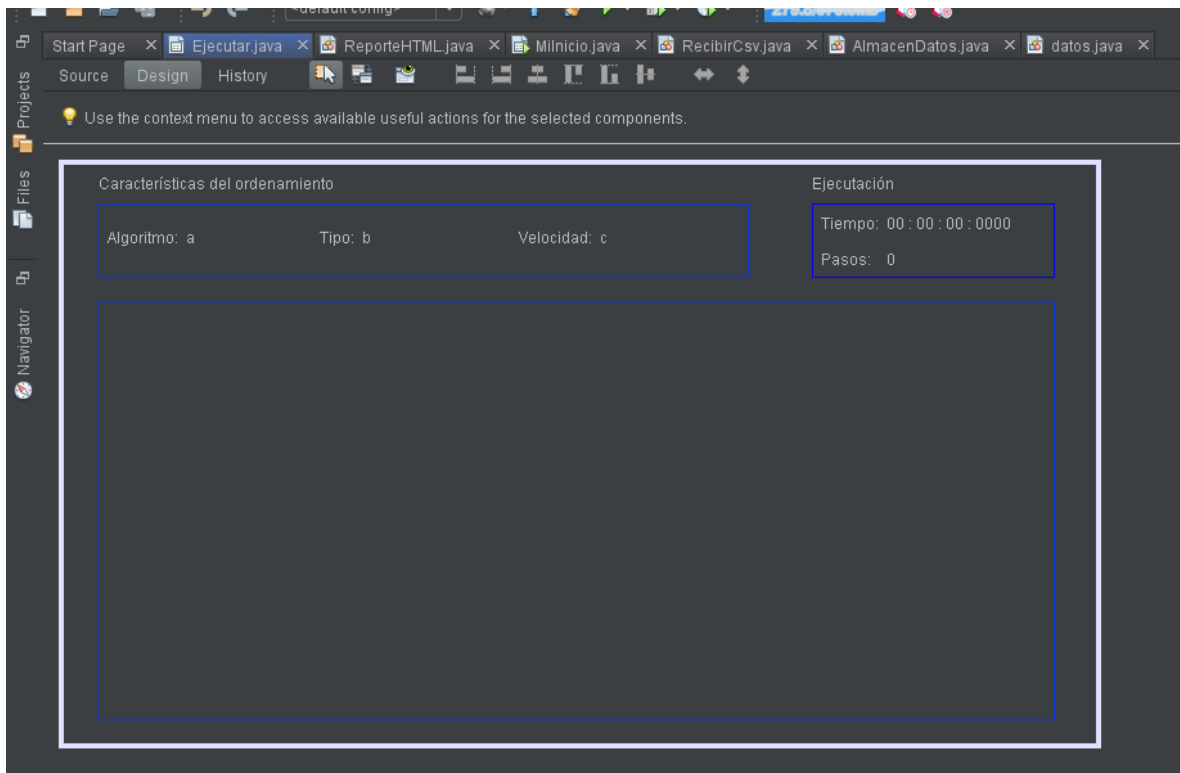 <default config>
Start Page Ejecutar.java ReporteHTML.java MiInicio.java RecibirCsv.java AlmacenDatos.java datos.java
Source Design History
Projects
Use the context menu to access available useful actions for the selected components.
Files
Navigator
Características del ordenamiento
Algoritmo: a Tipo: b Velocidad: c
Ejecutación
Tiempo: 00 : 00 : 00 : 0000
Pasos: 0